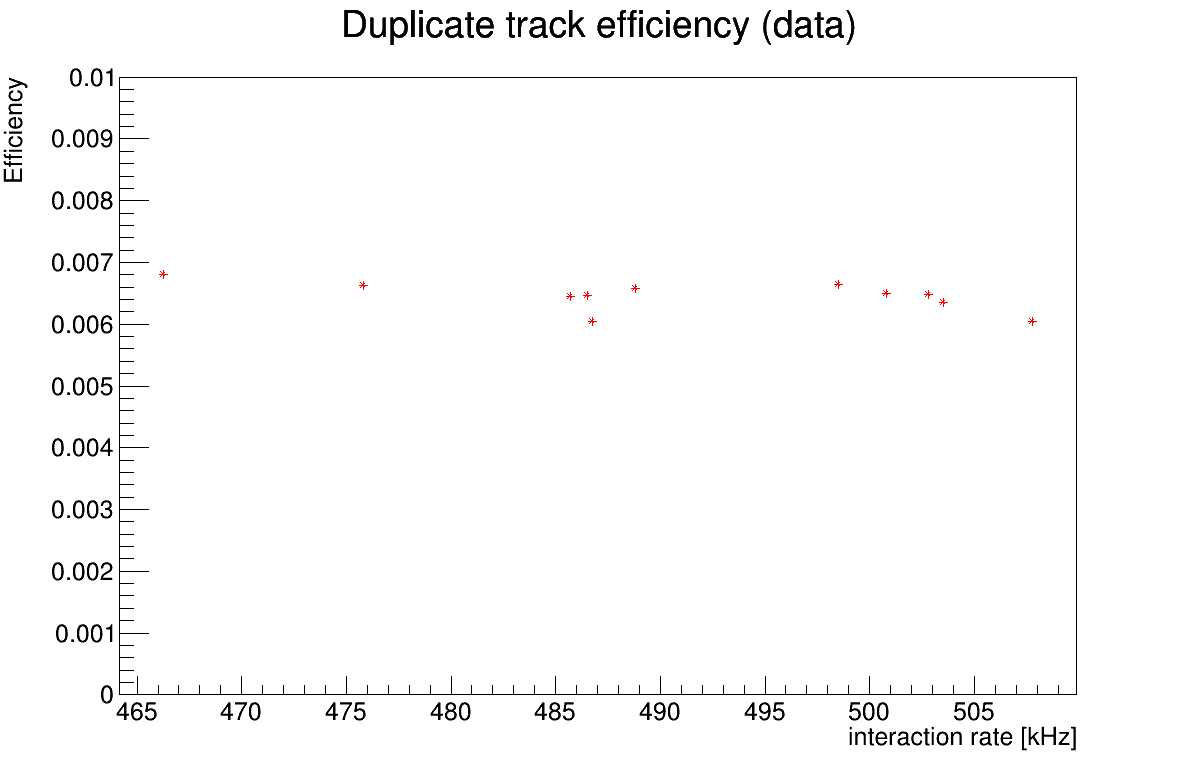 Duplicate track efficiency (data)
Efficiency
0.01
0.009
0.008
0.007
0.006
0.005
0.004
0.003
0.002
0.001
0
465 470 475 480 485 490 495 500 505
interaction rate [kHz]